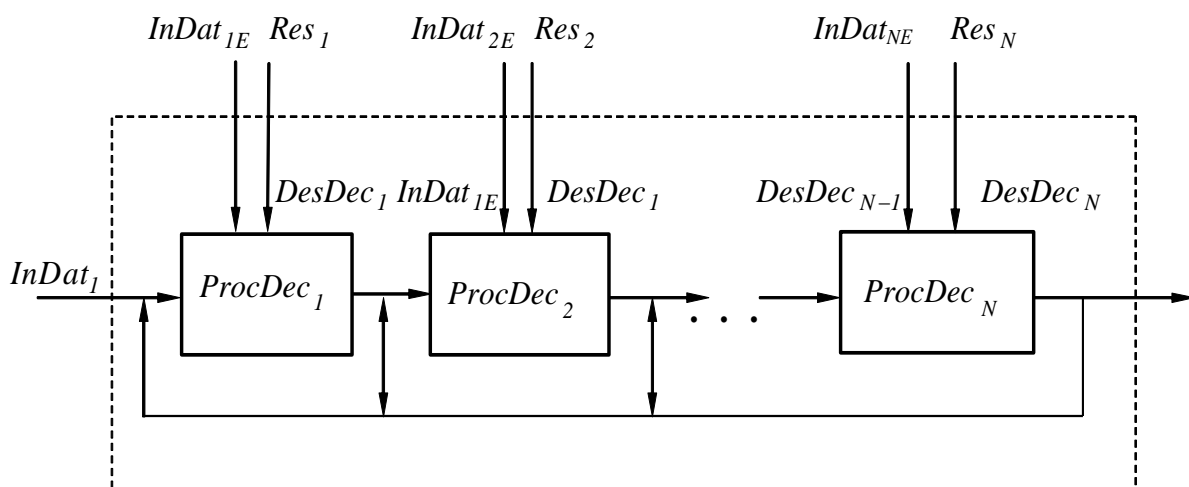 InDat1E Res1 InDat2E Res2 InDatNE ResN
DesDec1 InDat1E DesDec1 DesDecN–1 DesDecN
InDat1 ProcDec1 ProcDec2 . . . ProcDecN